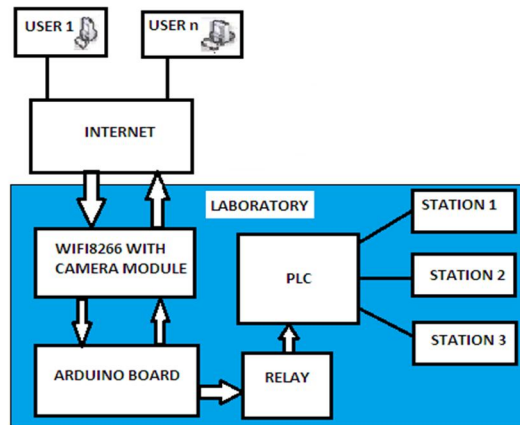 USER 1
USER n
INTERNET
LABORATORY
WIFI8266 WITH
CAMERA MODULE
PLC
STATION 1
STATION 2
STATION 3
ARDUINO BOARD
RELAY